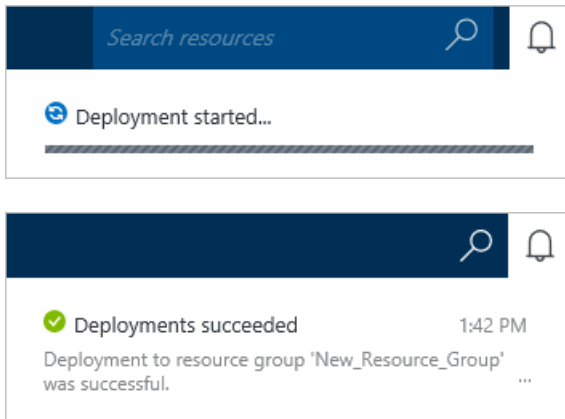 Search resources
Deployment started...
Deployments succeeded 1:42 PM
Deployment to resource group 'New_Resource_Group'
was successful.
...